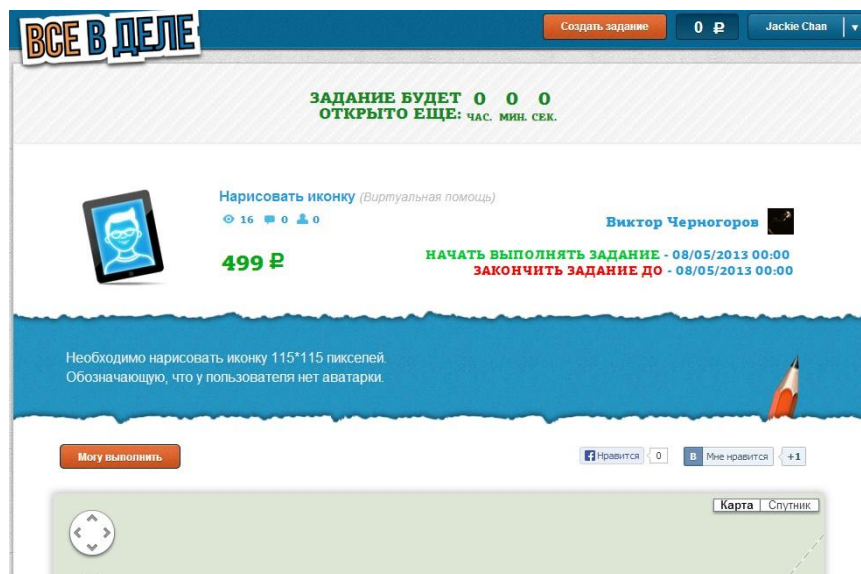 ВСЕ В ДЕЛЕ
Создать задание 0 ₽ Jackie Chan
ЗАДАНИЕ БУДЕТ 0 0 0
ОТКРЫТО ЕЩЕ: ЧАС. МИН. СЕК.
Нарисовать иконку (Виртуальная помощь)
16 0 0
Виктор Черногоров
499 ₽
НАЧАТЬ ВЫПОЛНЯТЬ ЗАДАНИЕ - 08/05/2013 00:00
ЗАКОНЧИТЬ ЗАДАНИЕ ДО - 08/05/2013 00:00
Необходимо нарисовать иконку 115*115 пикселей.
Обозначающую, что у пользователя нет аватарки.
Могу выполнить
Нравится 0 В Мне нравится +1
Карта Спутник